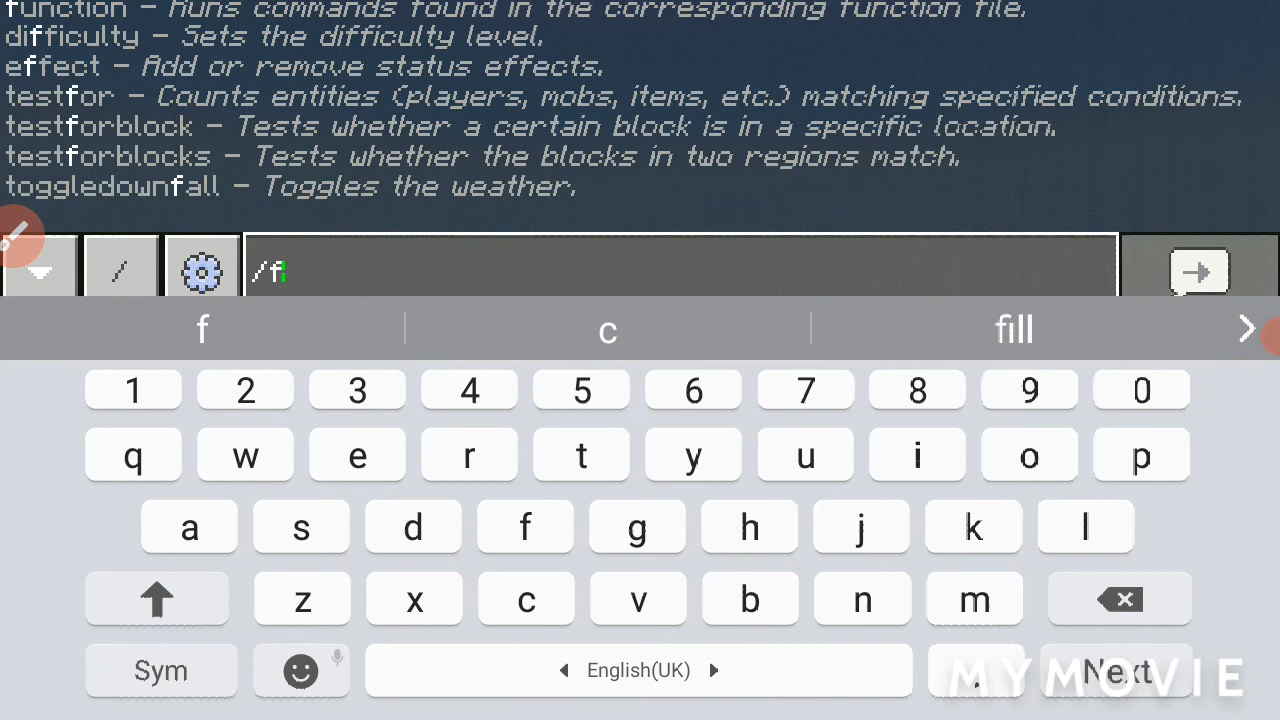 function – Runs commands found in the corresponding function file.
difficulty – Sets the difficulty level.
effect – Add or remove status effects.
testfor – Counts entities (players, mobs, items, etc.) matching specified conditions.
testforblock – Tests whether a certain block is in a specific location.
testforblocks – Tests whether the blocks in two regions match.
toggledownfall – Toggles the weather.
/ /f
f c fill
1 2 3 4 5 6 7 8 9 0
q w e r t y u i o p
a s d f g h j k l
z x c v b n m
Sym English(UK) . Next
MYMOVIE